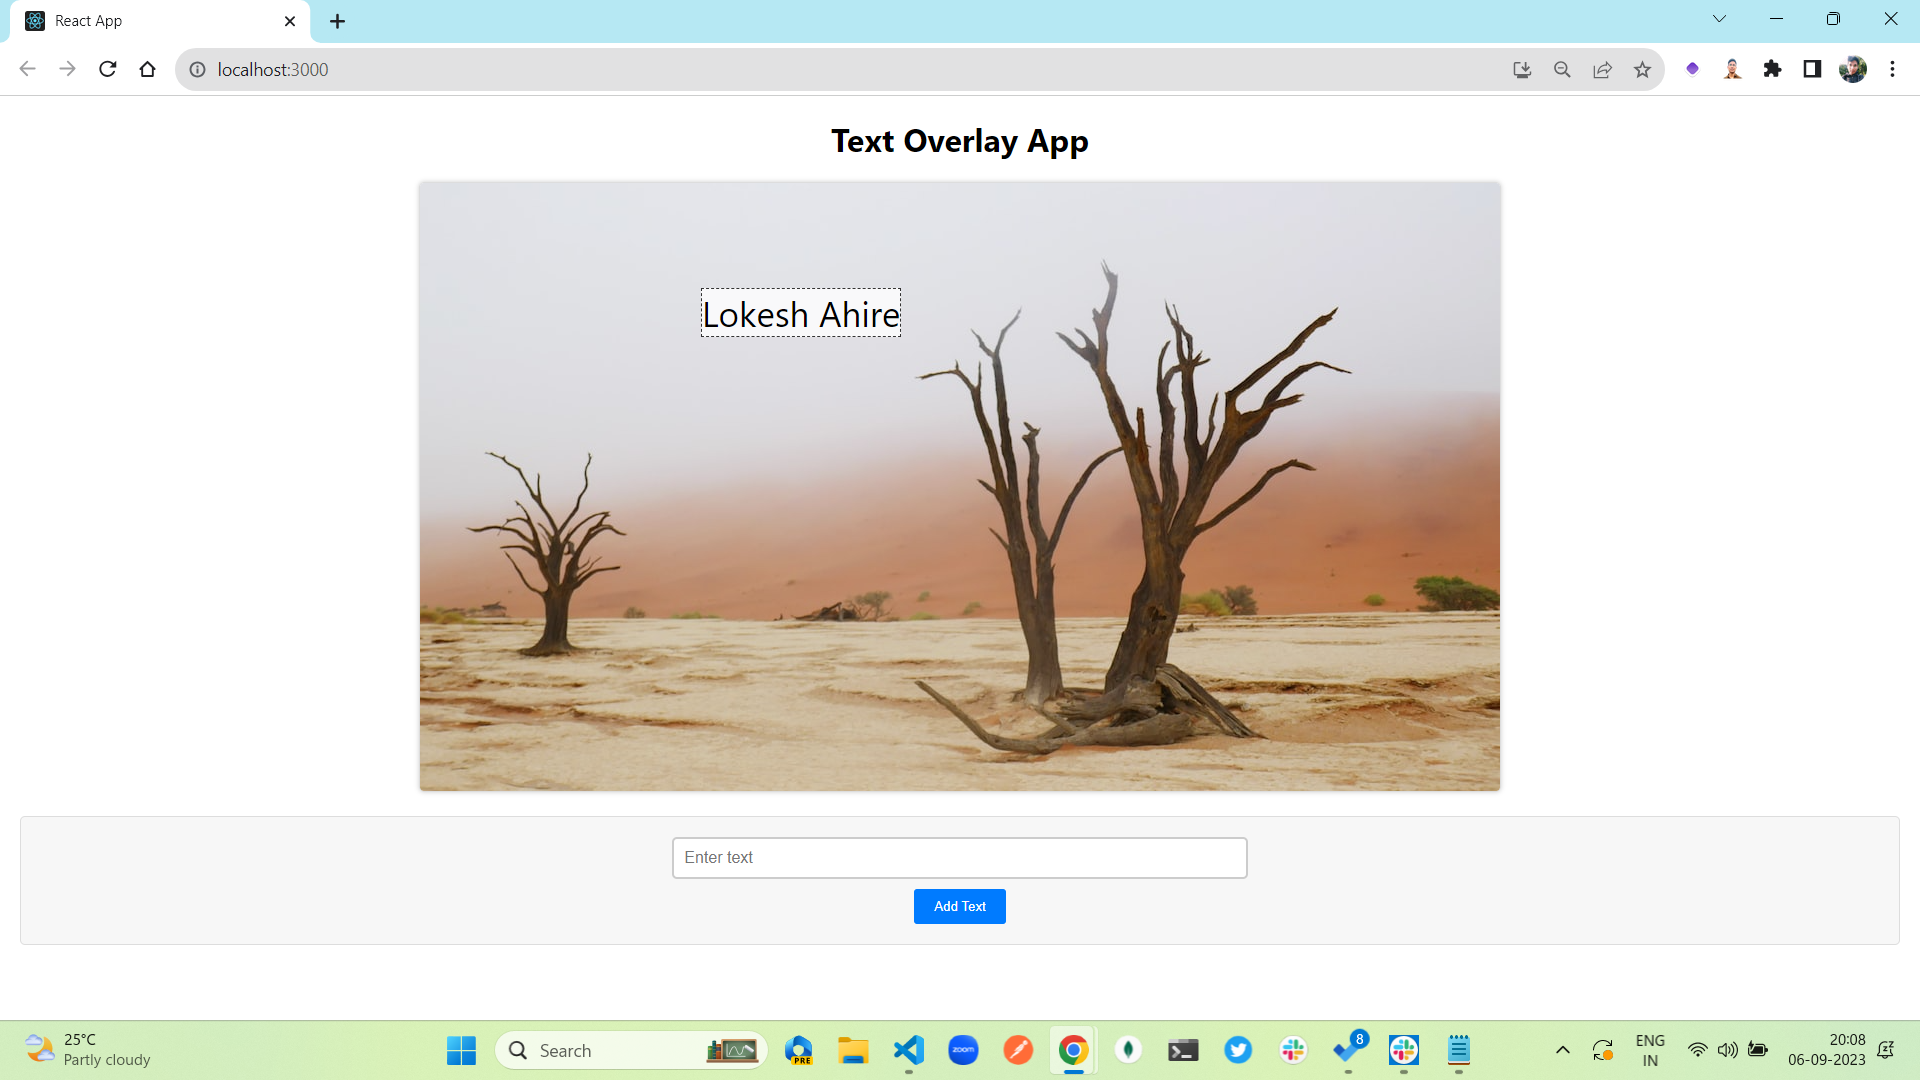 React App
localhost:3000
Text Overlay App
Lokesh Ahire
Enter text
Add Text
25°C
Partly cloudy
Search
PRE
zoom
8
ENG
IN
20:08
06-09-2023